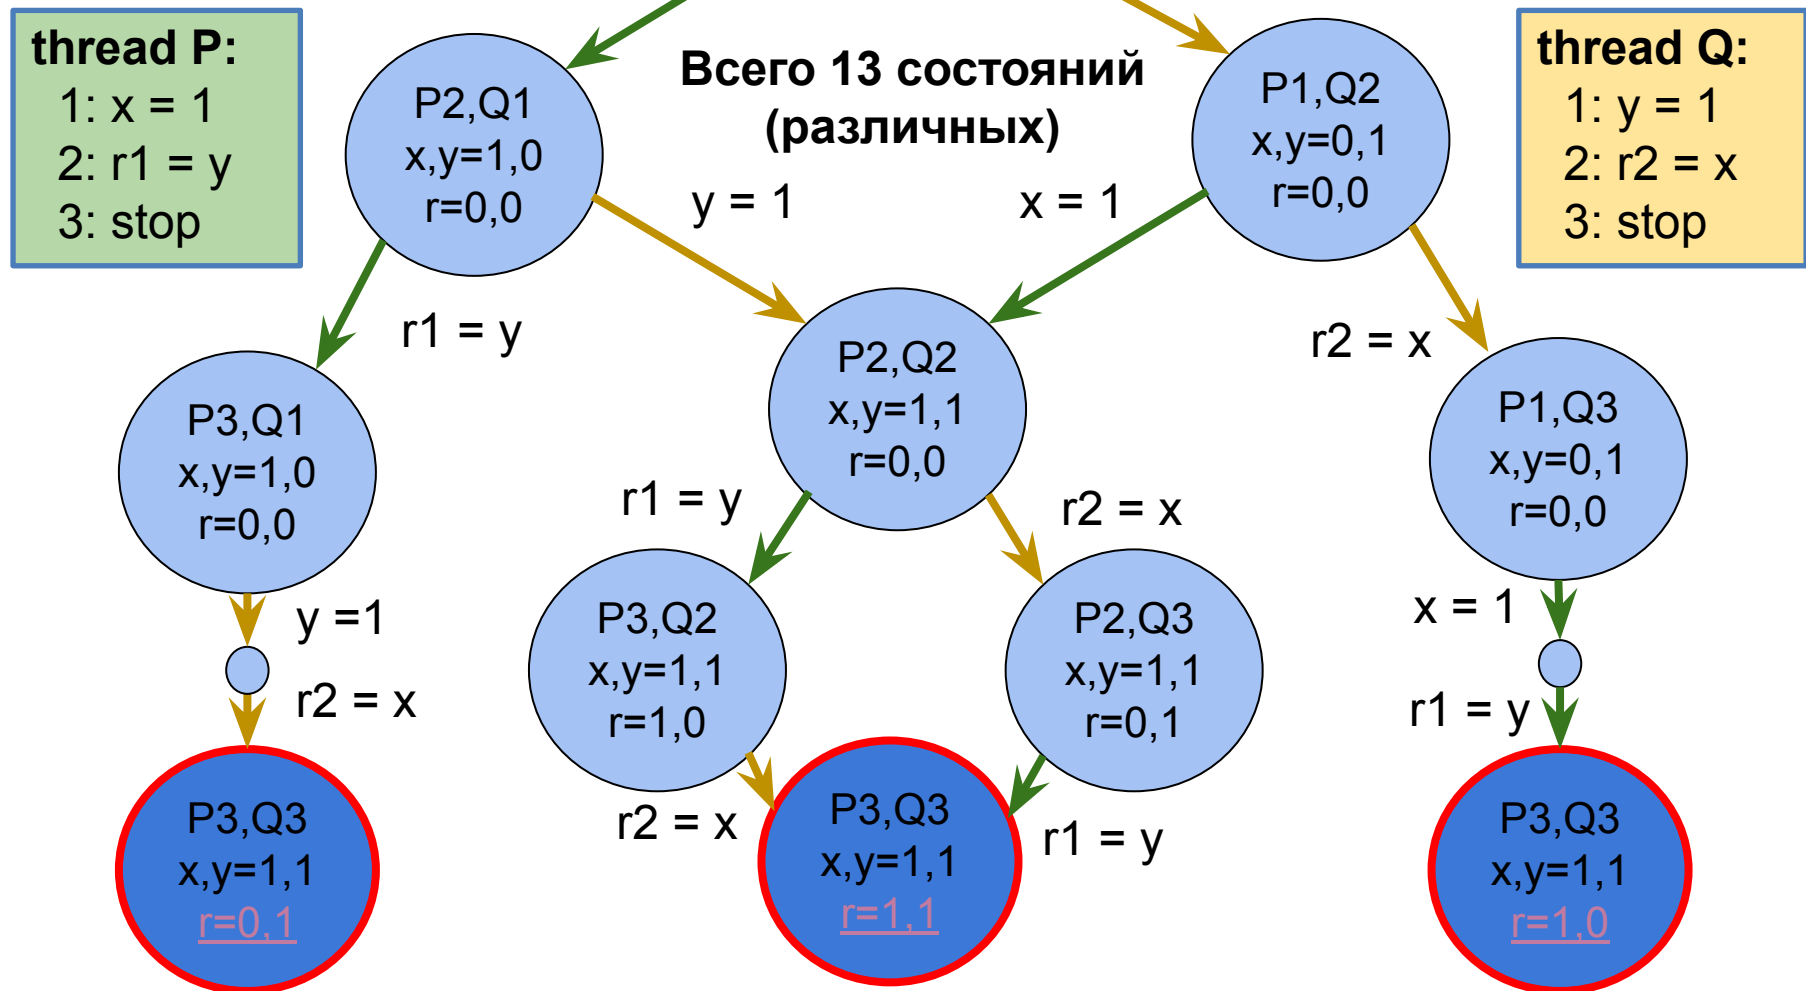 thread P:
1: x = 1
2: r1 = y
3: stop
Всего 13 состояний
(различных)
thread Q:
1: y = 1
2: r2 = x
3: stop
P2,Q1
x,y=1,0
r=0,0
P1,Q2
x,y=0,1
r=0,0
y = 1
x = 1
r1 = y
r2 = x
P3,Q1
x,y=1,0
r=0,0
P2,Q2
x,y=1,1
r=0,0
P1,Q3
x,y=0,1
r=0,0
r1 = y
r2 = x
y =1
r2 = x
P3,Q2
x,y=1,1
r=1,0
P2,Q3
x,y=1,1
r=0,1
x = 1
r1 = y
r2 = x
r1 = y
P3,Q3
x,y=1,1
r=0,1
P3,Q3
x,y=1,1
r=1,1
P3,Q3
x,y=1,1
r=1,0